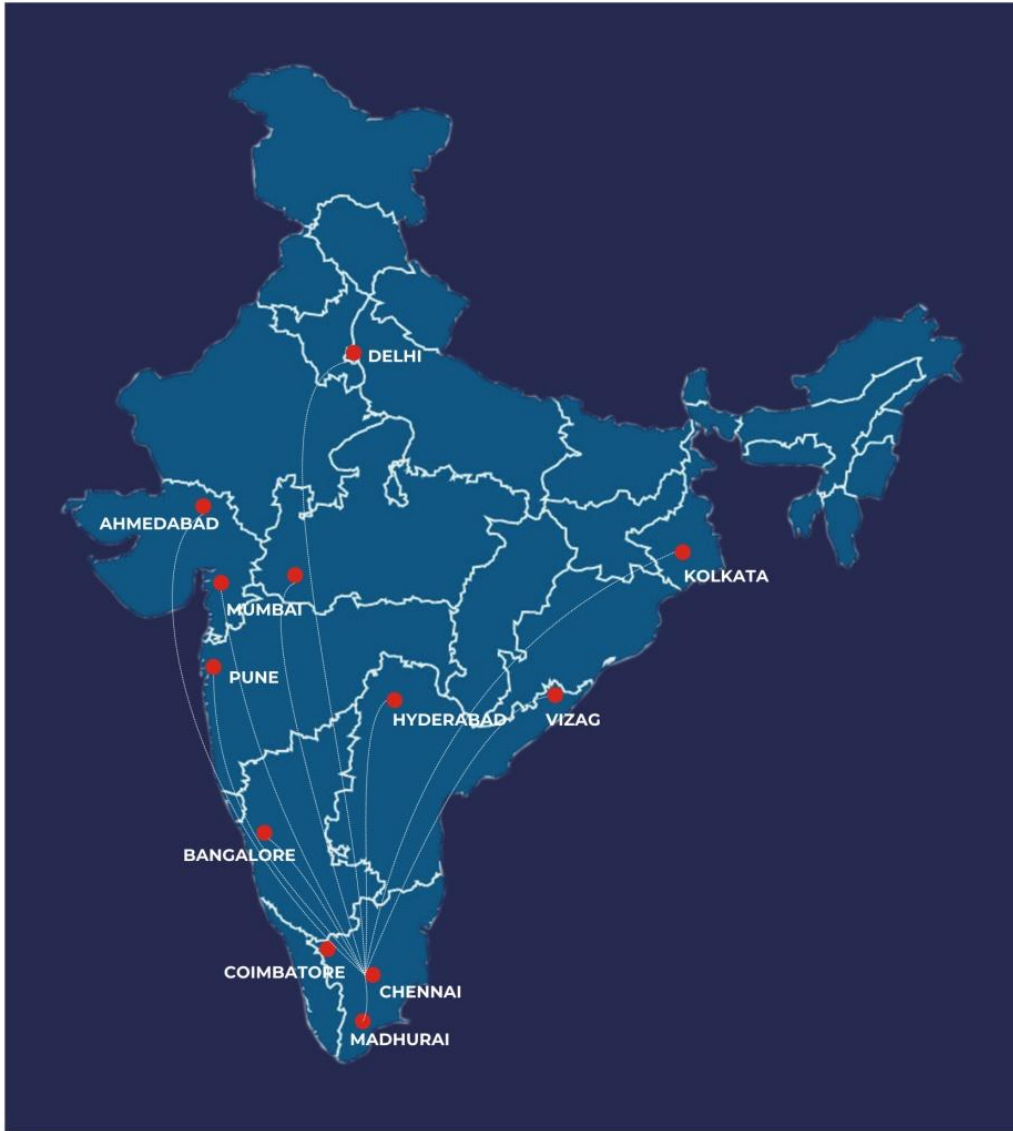 DELHI
AHMEDABAD
KOLKATA
MUMBAI
PUNE
HYDERABAD
VIZAG
BANGALORE
COIMBATORE
CHENNAI
MADHURAI